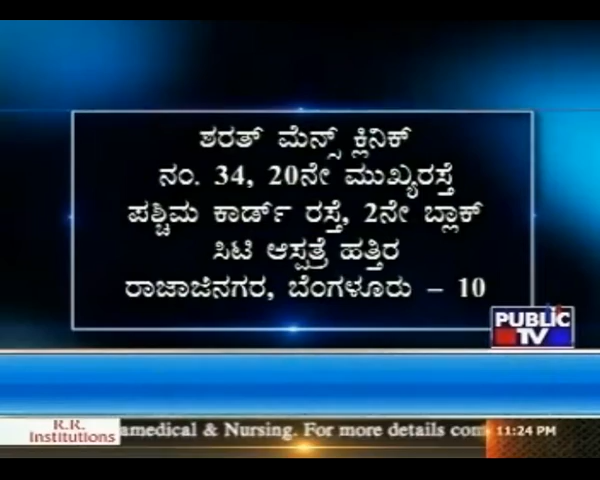 ಶರತ್ ಮೆನ್ಸ್ ಕ್ಲಿನಿಕ್
ನಂ. 34, 20ನೇ ಮುಖ್ಯರಸ್ತೆ
ಪಶ್ಚಿಮ ಕಾರ್ಡ್ ರಸ್ತೆ, 2ನೇ ಬ್ಲಾಕ್
ಸಿಟಿ ಆಸ್ಪತ್ರೆ ಹತ್ತಿರ
ರಾಜಾಜಿನಗರ, ಬೆಂಗಳೂರು – 10
PUBLiC
TV
R.R.
Institutions
amedical & Nursing. For more details con
11:24 PM